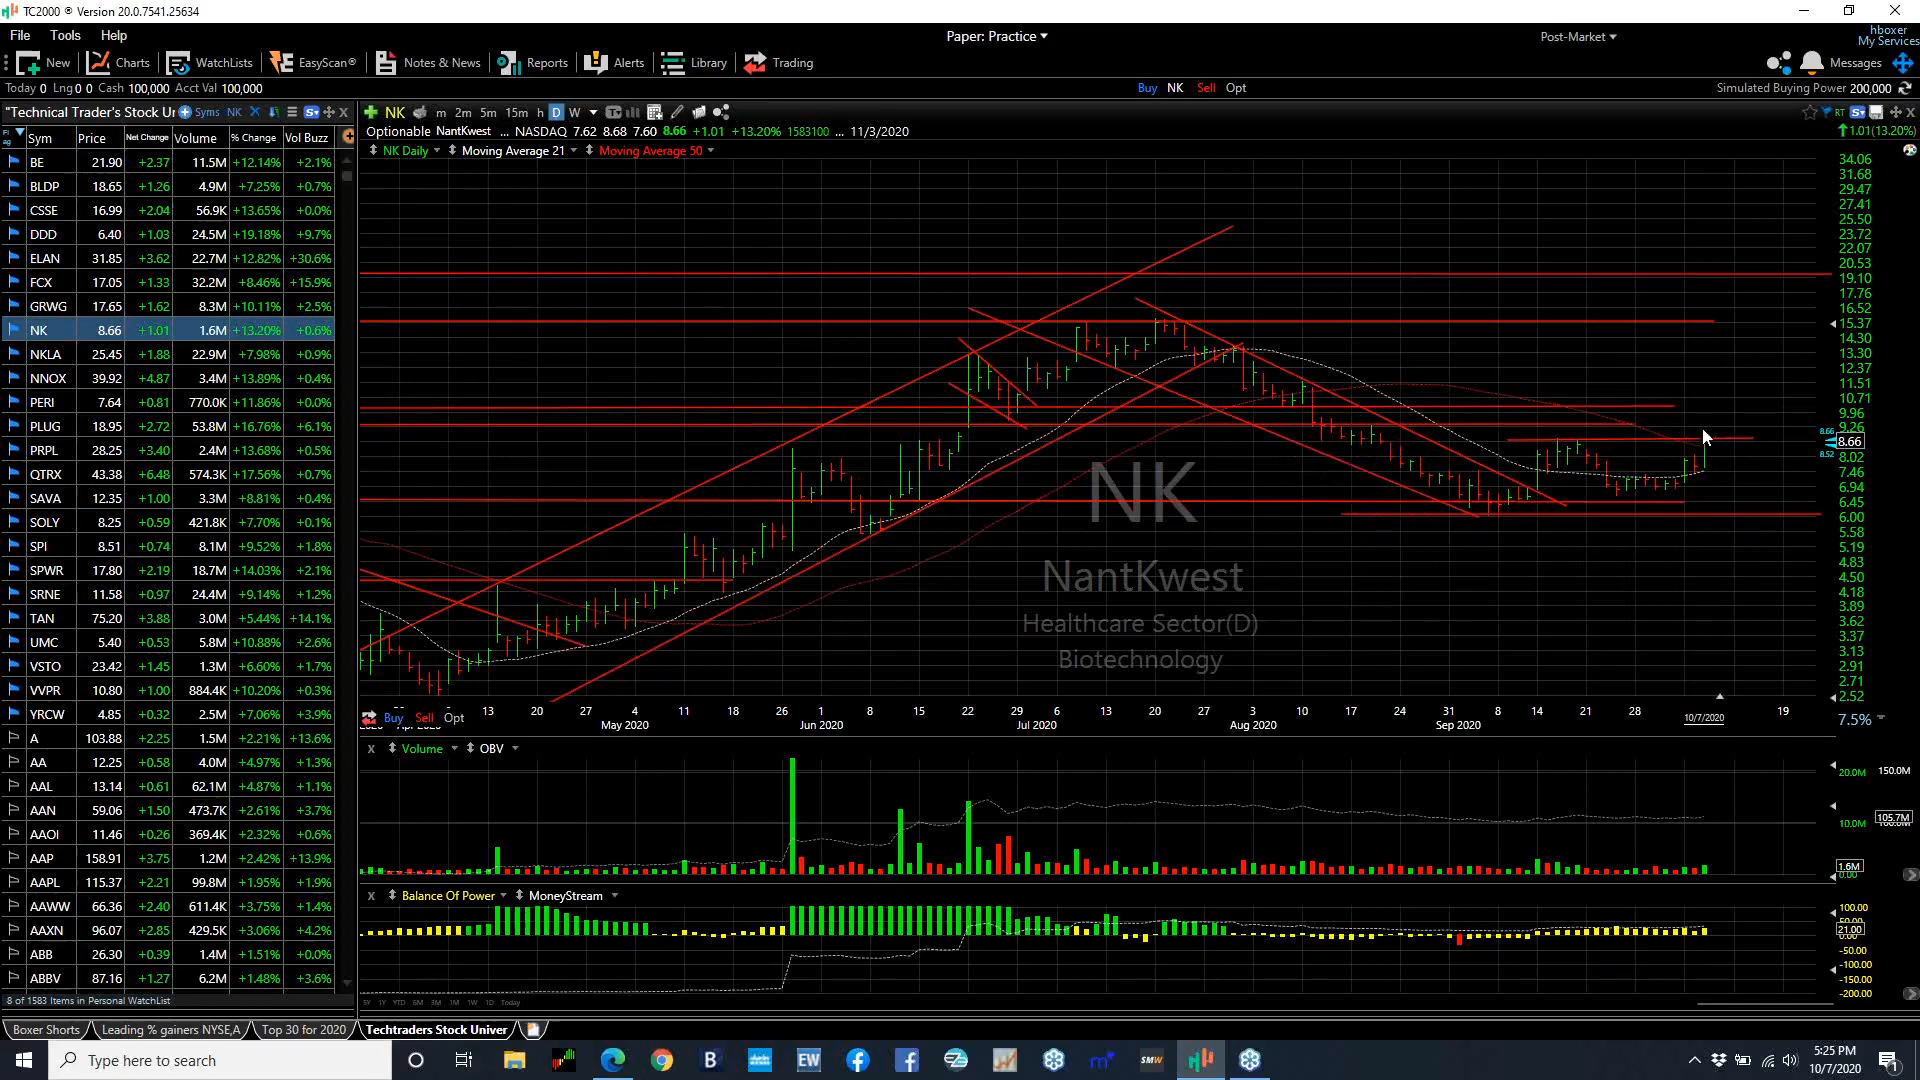 TC2000 ® Version 20.0.7541.25634
File Tools Help
Paper: Practice
Post-Market
hboxer
My Services
New Charts WatchLists EasyScan® Notes & News Reports Alerts Library Trading
Messages
Today 0 Lng 0 0 Cash 100,000 Acct Val 100,000
Buy NK Sell Opt
Simulated Buying Power 200,000
"Technical Trader's Stock Ur Syms NK
NK m 2m 5m 15m h D W
RT
Optionable NantKwest ... NASDAQ 7.62 8.68 7.60 8.66 +1.01 +13.20% 1583100 ... 11/3/2020
1.01(13.20%)
NK Daily Moving Average 21 Moving Average 50
Sym Price Net Change Volume % Change Vol Buzz
BE 21.90 +2.37 11.5M +12.14% +2.1%
BLDP 18.65 +1.26 4.9M +7.25% +0.7%
CSSE 16.99 +2.04 56.9K +13.65% +0.0%
DDD 6.40 +1.03 24.5M +19.18% +9.7%
ELAN 31.85 +3.62 22.7M +12.82% +30.6%
FCX 17.05 +1.33 32.2M +8.46% +15.9%
GRWG 17.65 +1.62 8.3M +10.11% +2.5%
NK 8.66 +1.01 1.6M +13.20% +0.6%
NKLA 25.45 +1.88 22.9M +7.98% +0.9%
NNOX 39.92 +4.87 3.4M +13.89% +0.4%
PERI 7.64 +0.81 770.0K +11.86% +0.0%
PLUG 18.95 +2.72 53.8M +16.76% +6.1%
PRPL 28.25 +3.40 2.4M +13.68% +0.5%
QTRX 43.38 +6.48 574.3K +17.56% +0.7%
SAVA 12.35 +1.00 3.3M +8.81% +0.4%
SOLY 8.25 +0.59 421.8K +7.70% +0.1%
SPI 8.51 +0.74 8.1M +9.52% +1.8%
SPWR 17.80 +2.19 18.7M +14.03% +2.1%
SRNE 11.58 +0.97 24.4M +9.14% +1.2%
TAN 75.20 +3.88 3.0M +5.44% +14.1%
UMC 5.40 +0.53 5.8M +10.88% +2.6%
VSTO 23.42 +1.45 1.3M +6.60% +1.7%
VVPR 10.80 +1.00 884.4K +10.20% +0.3%
YRCW 4.85 +0.32 2.5M +7.06% +3.9%
A 103.88 +2.25 1.5M +2.21% +13.6%
AA 12.25 +0.58 4.0M +4.97% +1.3%
AAL 13.14 +0.61 62.1M +4.87% +1.1%
AAN 59.06 +1.50 473.7K +2.61% +3.7%
AAOI 11.46 +0.26 369.4K +2.32% +0.6%
AAP 158.91 +3.75 1.2M +2.42% +13.9%
AAPL 115.37 +2.21 99.8M +1.95% +1.9%
AAWW 66.36 +2.40 611.4K +3.75% +1.4%
AAXN 96.07 +2.85 429.5K +3.06% +4.2%
ABB 26.30 +0.39 1.4M +1.51% +0.0%
ABBV 87.16 +1.27 6.2M +1.48% +3.6%
8 of 1583 Items in Personal WatchList
34.06
31.68
29.47
27.41
25.50
23.72
22.07
20.53
19.10
17.76
16.52
15.37
14.30
13.30
12.37
11.51
10.71
9.96
9.26
8.66
8.66
8.52
8.02
7.46
6.94
6.45
6.00
5.58
5.19
4.83
4.50
4.18
3.89
3.62
3.37
3.13
2.91
2.71
2.52
7.5%
NK
NantKwest
Healthcare Sector(D)
Biotechnology
Buy Sell Opt
13 20 27 4 11 18 26 1 8 15 22 29 6 13 20 27 3 10 17 24 31 8 14 21 28 10/7/2020 19
May 2020 Jun 2020 Jul 2020 Aug 2020 Sep 2020
x Volume OBV
20.0M 150.0M
10.0M 105.7M
1.6M
0.00
x Balance Of Power MoneyStream
100.00
50.00
21.00
-50.00
-100.00
-150.00
-200.00
5Y 1Y YTD 6M 3M 1M 1W 1D Today
Boxer Shorts Leading % gainers NYSE,A Top 30 for 2020 Techtraders Stock Univer
Type here to search
B EW SMW
5:25 PM
10/7/2020
1